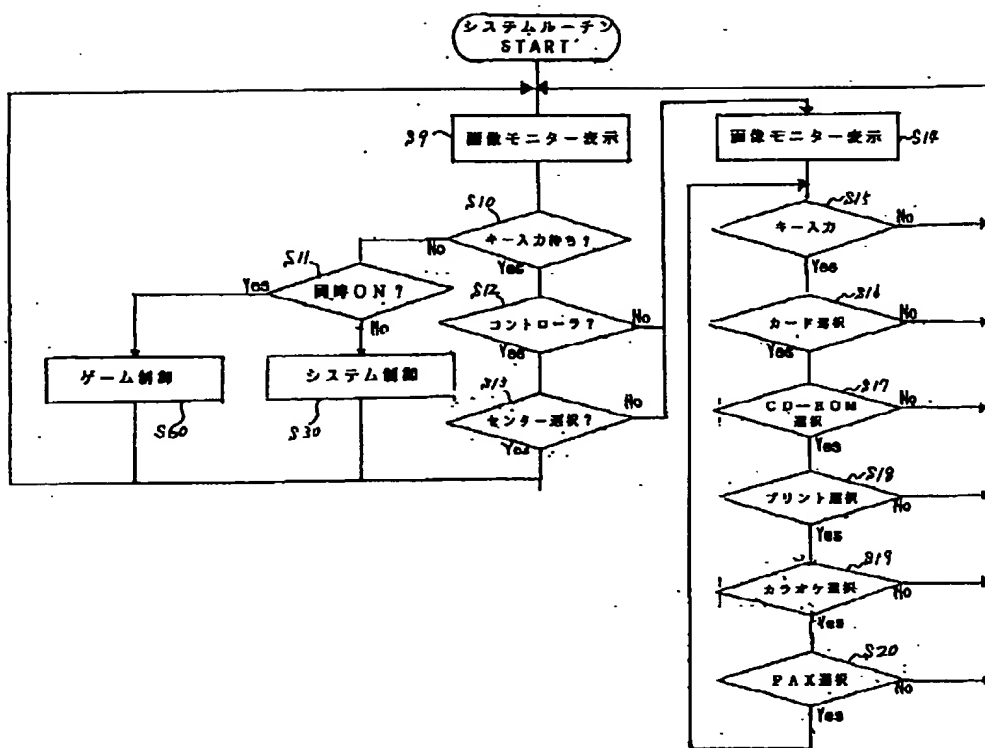 システムルーチン
START
S9
画像モニター表示
画像モニター表示
S14
S10
キー入力待ち?
No
Yes
S15
キー入力
No
Yes
S11
同時ON?
Yes
No
S12
コントローラ?
No
Yes
S16
カード選択
No
Yes
ゲーム制御
S60
システム制御
S30
S13
センター選択?
No
Yes
S17
CD-ROM
選択
No
Yes
S18
プリント選択
No
Yes
S19
カラオケ選択
No
Yes
S20
FAX選択
No
Yes